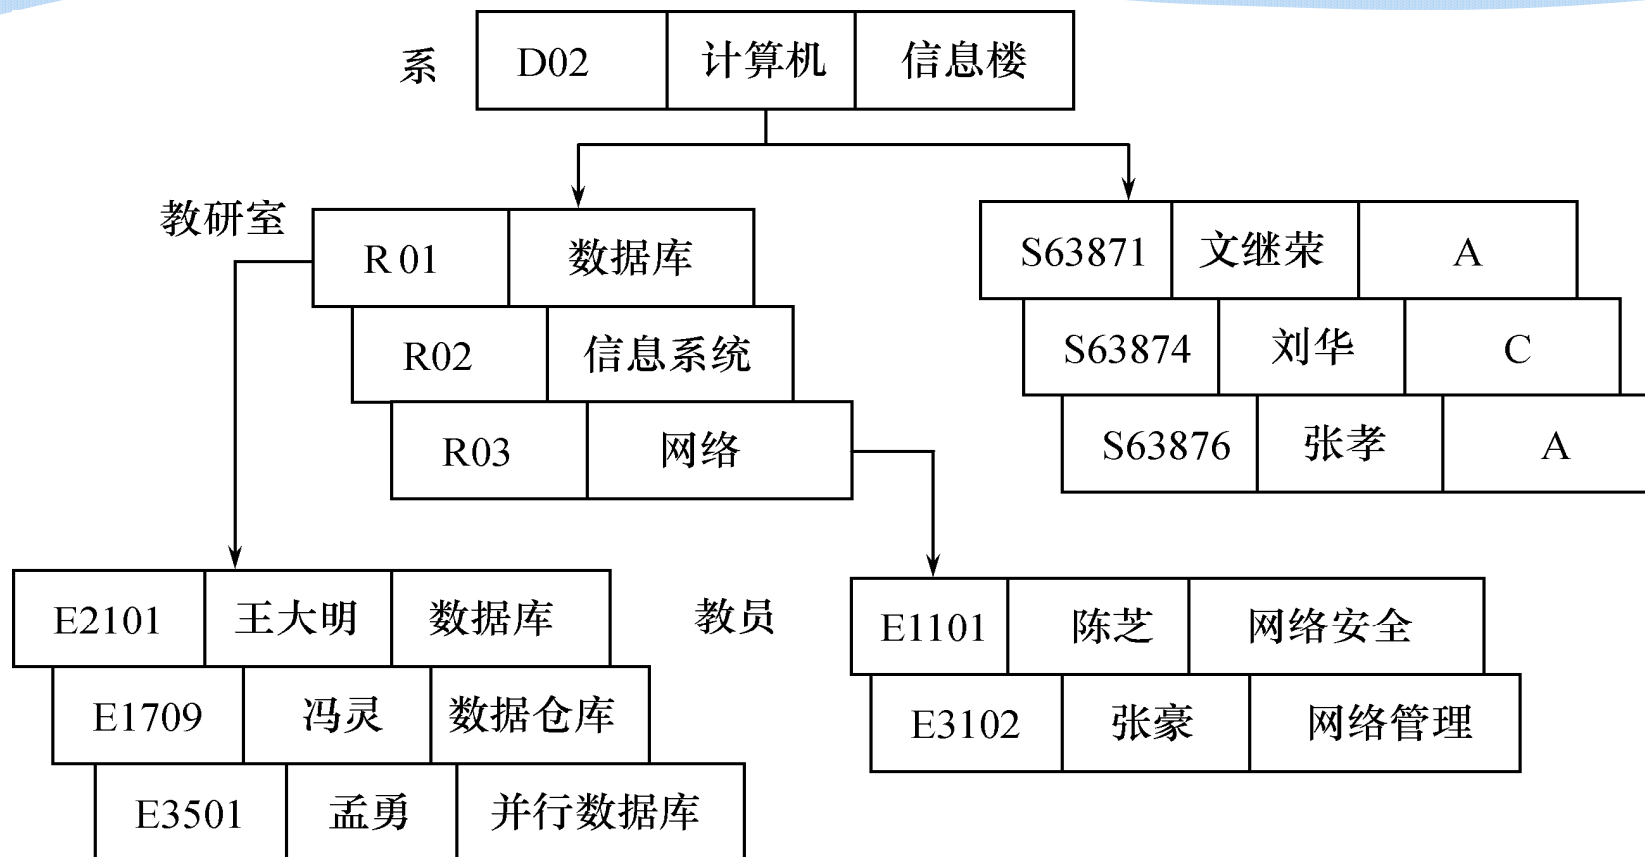 系 D02 计算机 信息楼
教研室
R 01 数据库
R02 信息系统
R03 网络
S63871 文继荣 A
S63874 刘华 C
S63876 张孝 A
E2101 王大明 数据库
E1709 冯灵 数据仓库
E3501 孟勇 并行数据库
教员
E1101 陈芝 网络安全
E3102 张豪 网络管理